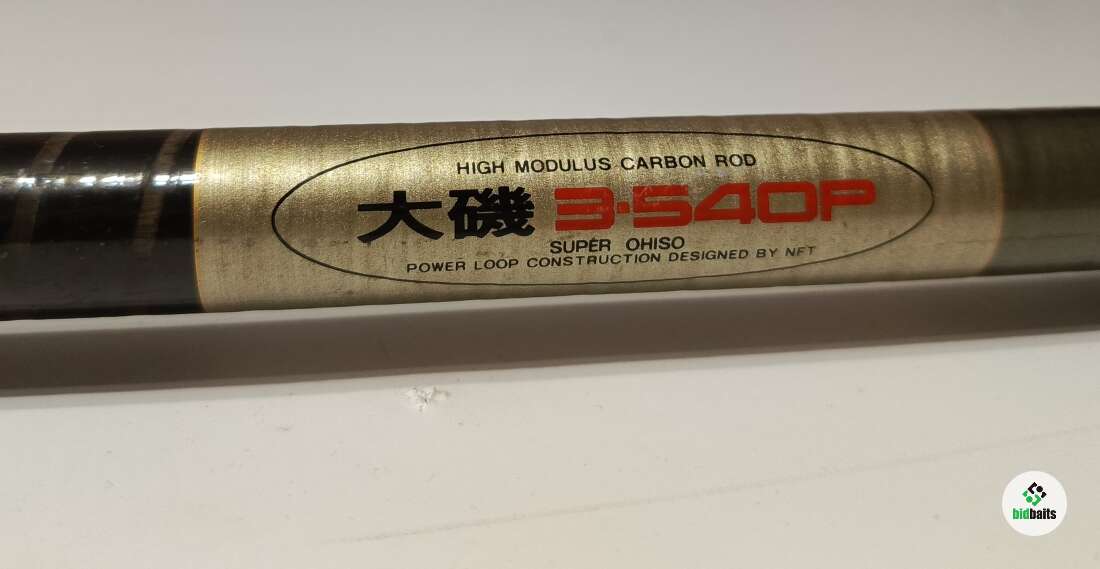 HIGH MODULUS CARBON ROD
大磯 3·540P
SUPER OHISO
POWER LOOP CONSTRUCTION DESIGNED BY NFT
bidbaits